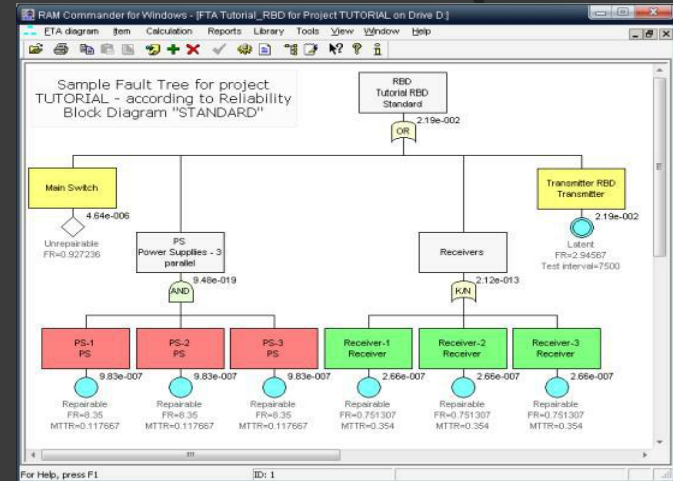 RAM Commander for Windows - [FTA Tutorial_RBD for Project TUTORIAL on Drive D:]
FTA diagram Item Calculation Reports Library Tools View Window Help
Sample Fault Tree for project
TUTORIAL - according to Reliability
Block Diagram "STANDARD"
RBD
Tutorial RBD
Standard
2.19e-002
OR
Main Switch
4.64e-006
Unrepairable
FR=0.927236
PS
Power Supplies - 3
parallel
9.48e-019
AND
Receivers
2.12e-013
K/N
Transmitter RBD
Transmitter
2.19e-002
Latent
FR=2.94567
Test interval=7500
PS-1
PS
9.83e-007
Repairable
FR=8.35
MTTR=0.117667
PS-2
PS
9.83e-007
Repairable
FR=8.35
MTTR=0.117667
PS-3
PS
9.83e-007
Repairable
FR=8.35
MTTR=0.117667
Receiver-1
Receiver
2.66e-007
Repairable
FR=0.751307
MTTR=0.354
Receiver-2
Receiver
2.66e-007
Repairable
FR=0.751307
MTTR=0.354
Receiver-3
Receiver
2.66e-007
Repairable
FR=0.751307
MTTR=0.354
For Help, press F1
ID: 1